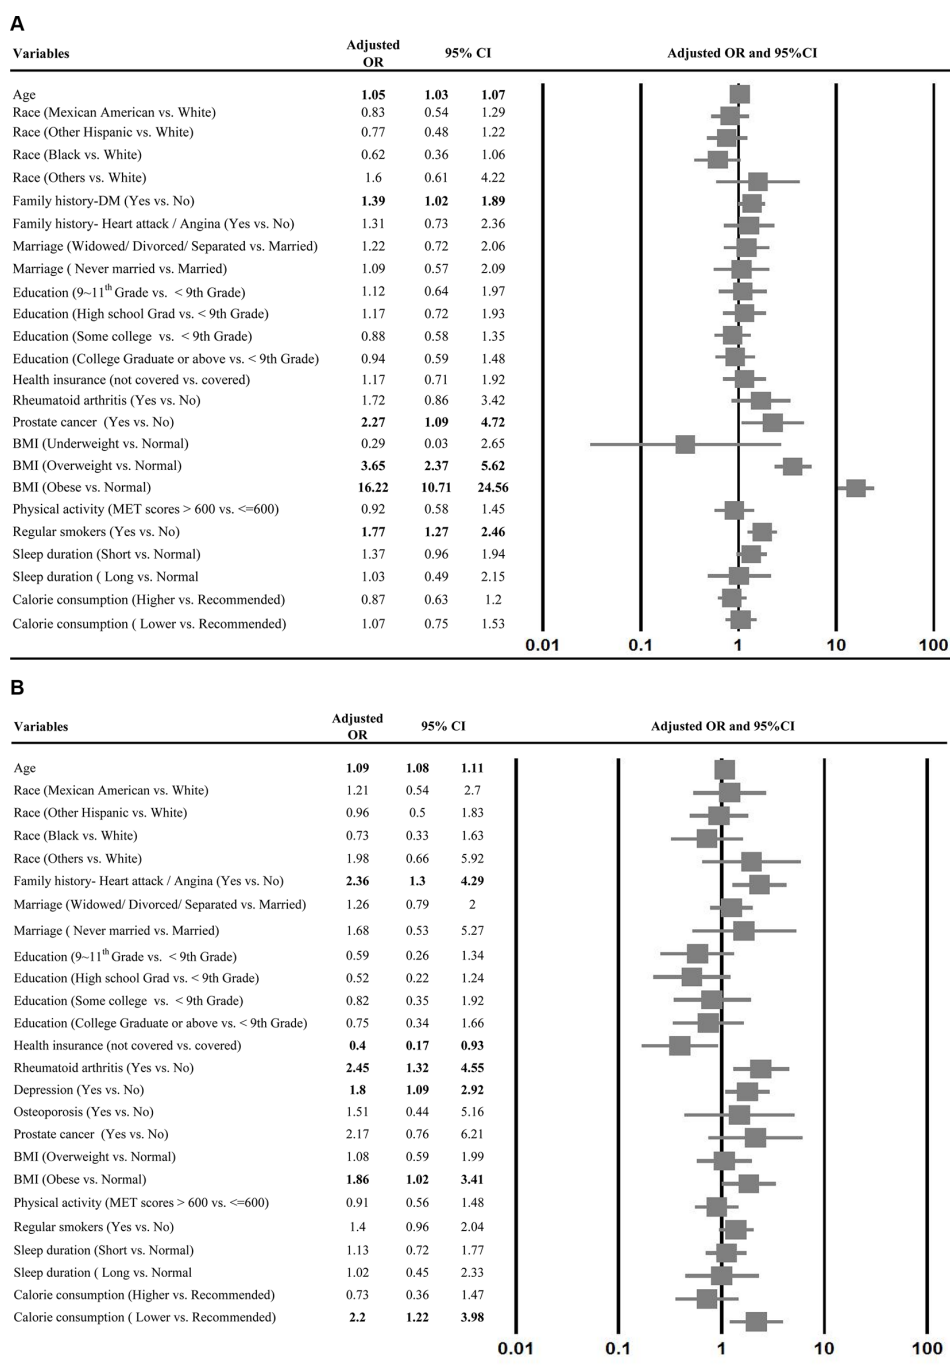 A
Variables Adjusted OR 95% CI Adjusted OR and 95%CI
Age 1.05 1.03 1.07
Race (Mexican American vs. White) 0.83 0.54 1.29
Race (Other Hispanic vs. White) 0.77 0.48 1.22
Race (Black vs. White) 0.62 0.36 1.06
Race (Others vs. White) 1.6 0.61 4.22
Family history-DM (Yes vs. No) 1.39 1.02 1.89
Family history- Heart attack / Angina (Yes vs. No) 1.31 0.73 2.36
Marriage (Widowed/ Divorced/ Separated vs. Married) 1.22 0.72 2.06
Marriage ( Never married vs. Married) 1.09 0.57 2.09
Education (9~11th Grade vs. < 9th Grade) 1.12 0.64 1.97
Education (High school Grad vs. < 9th Grade) 1.17 0.72 1.93
Education (Some college vs. < 9th Grade) 0.88 0.58 1.35
Education (College Graduate or above vs. < 9th Grade) 0.94 0.59 1.48
Health insurance (not covered vs. covered) 1.17 0.71 1.92
Rheumatoid arthritis (Yes vs. No) 1.72 0.86 3.42
Prostate cancer (Yes vs. No) 2.27 1.09 4.72
BMI (Underweight vs. Normal) 0.29 0.03 2.65
BMI (Overweight vs. Normal) 3.65 2.37 5.62
BMI (Obese vs. Normal) 16.22 10.71 24.56
Physical activity (MET scores > 600 vs. <=600) 0.92 0.58 1.45
Regular smokers (Yes vs. No) 1.77 1.27 2.46
Sleep duration (Short vs. Normal) 1.37 0.96 1.94
Sleep duration ( Long vs. Normal 1.03 0.49 2.15
Calorie consumption (Higher vs. Recommended) 0.87 0.63 1.2
Calorie consumption ( Lower vs. Recommended) 1.07 0.75 1.53
0.01 0.1 1 10 100
B
Variables Adjusted OR 95% CI Adjusted OR and 95%CI
Age 1.09 1.08 1.11
Race (Mexican American vs. White) 1.21 0.54 2.7
Race (Other Hispanic vs. White) 0.96 0.5 1.83
Race (Black vs. White) 0.73 0.33 1.63
Race (Others vs. White) 1.98 0.66 5.92
Family history- Heart attack / Angina (Yes vs. No) 2.36 1.3 4.29
Marriage (Widowed/ Divorced/ Separated vs. Married) 1.26 0.79 2
Marriage ( Never married vs. Married) 1.68 0.53 5.27
Education (9~11th Grade vs. < 9th Grade) 0.59 0.26 1.34
Education (High school Grad vs. < 9th Grade) 0.52 0.22 1.24
Education (Some college vs. < 9th Grade) 0.82 0.35 1.92
Education (College Graduate or above vs. < 9th Grade) 0.75 0.34 1.66
Health insurance (not covered vs. covered) 0.4 0.17 0.93
Rheumatoid arthritis (Yes vs. No) 2.45 1.32 4.55
Depression (Yes vs. No) 1.8 1.09 2.92
Osteoporosis (Yes vs. No) 1.51 0.44 5.16
Prostate cancer (Yes vs. No) 2.17 0.76 6.21
BMI (Overweight vs. Normal) 1.08 0.59 1.99
BMI (Obese vs. Normal) 1.86 1.02 3.41
Physical activity (MET scores > 600 vs. <=600) 0.91 0.56 1.48
Regular smokers (Yes vs. No) 1.4 0.96 2.04
Sleep duration (Short vs. Normal) 1.13 0.72 1.77
Sleep duration ( Long vs. Normal 1.02 0.45 2.33
Calorie consumption (Higher vs. Recommended) 0.73 0.36 1.47
Calorie consumption ( Lower vs. Recommended) 2.2 1.22 3.98
0.01 0.1 1 10 100